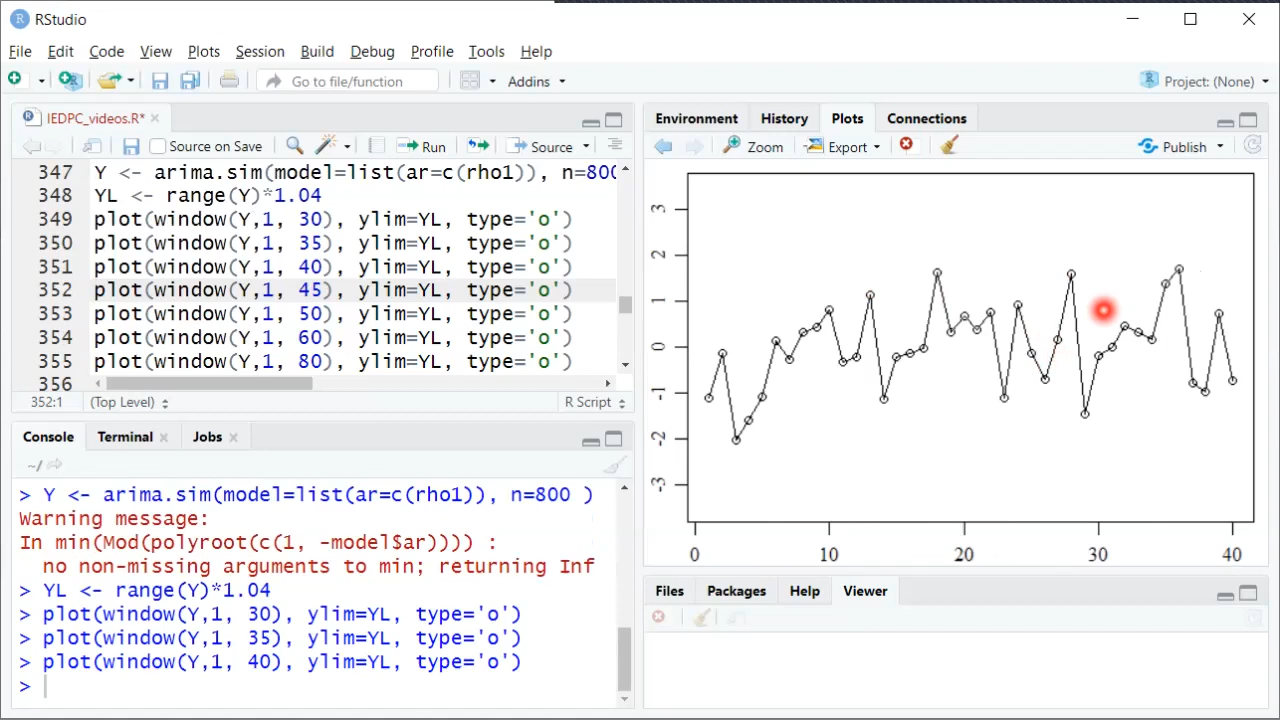 RStudio
File Edit Code View Plots Session Build Debug Profile Tools Help
Go to file/function Addins Project: (None)
IEDPC_videos.R*
Source on Save Run Source
347 Y <- arima.sim(model=list(ar=c(rho1)), n=800
348 YL <- range(Y)*1.04
349 plot(window(Y,1, 30), ylim=YL, type='o')
350 plot(window(Y,1, 35), ylim=YL, type='o')
351 plot(window(Y,1, 40), ylim=YL, type='o')
352 plot(window(Y,1, 45), ylim=YL, type='o')
353 plot(window(Y,1, 50), ylim=YL, type='o')
354 plot(window(Y,1, 60), ylim=YL, type='o')
355 plot(window(Y,1, 80), ylim=YL, type='o')
356
352:1 (Top Level) R Script
Console Terminal Jobs
~/
> Y <- arima.sim(model=list(ar=c(rho1)), n=800 )
Warning message:
In min(Mod(polyroot(c(1, -model$ar)))) :
no non-missing arguments to min; returning Inf
> YL <- range(Y)*1.04
> plot(window(Y,1, 30), ylim=YL, type='o')
> plot(window(Y,1, 35), ylim=YL, type='o')
> plot(window(Y,1, 40), ylim=YL, type='o')
>
Environment History Plots Connections
Zoom Export Publish
3
2
1
0
-1
-2
-3
0 10 20 30 40
Files Packages Help Viewer